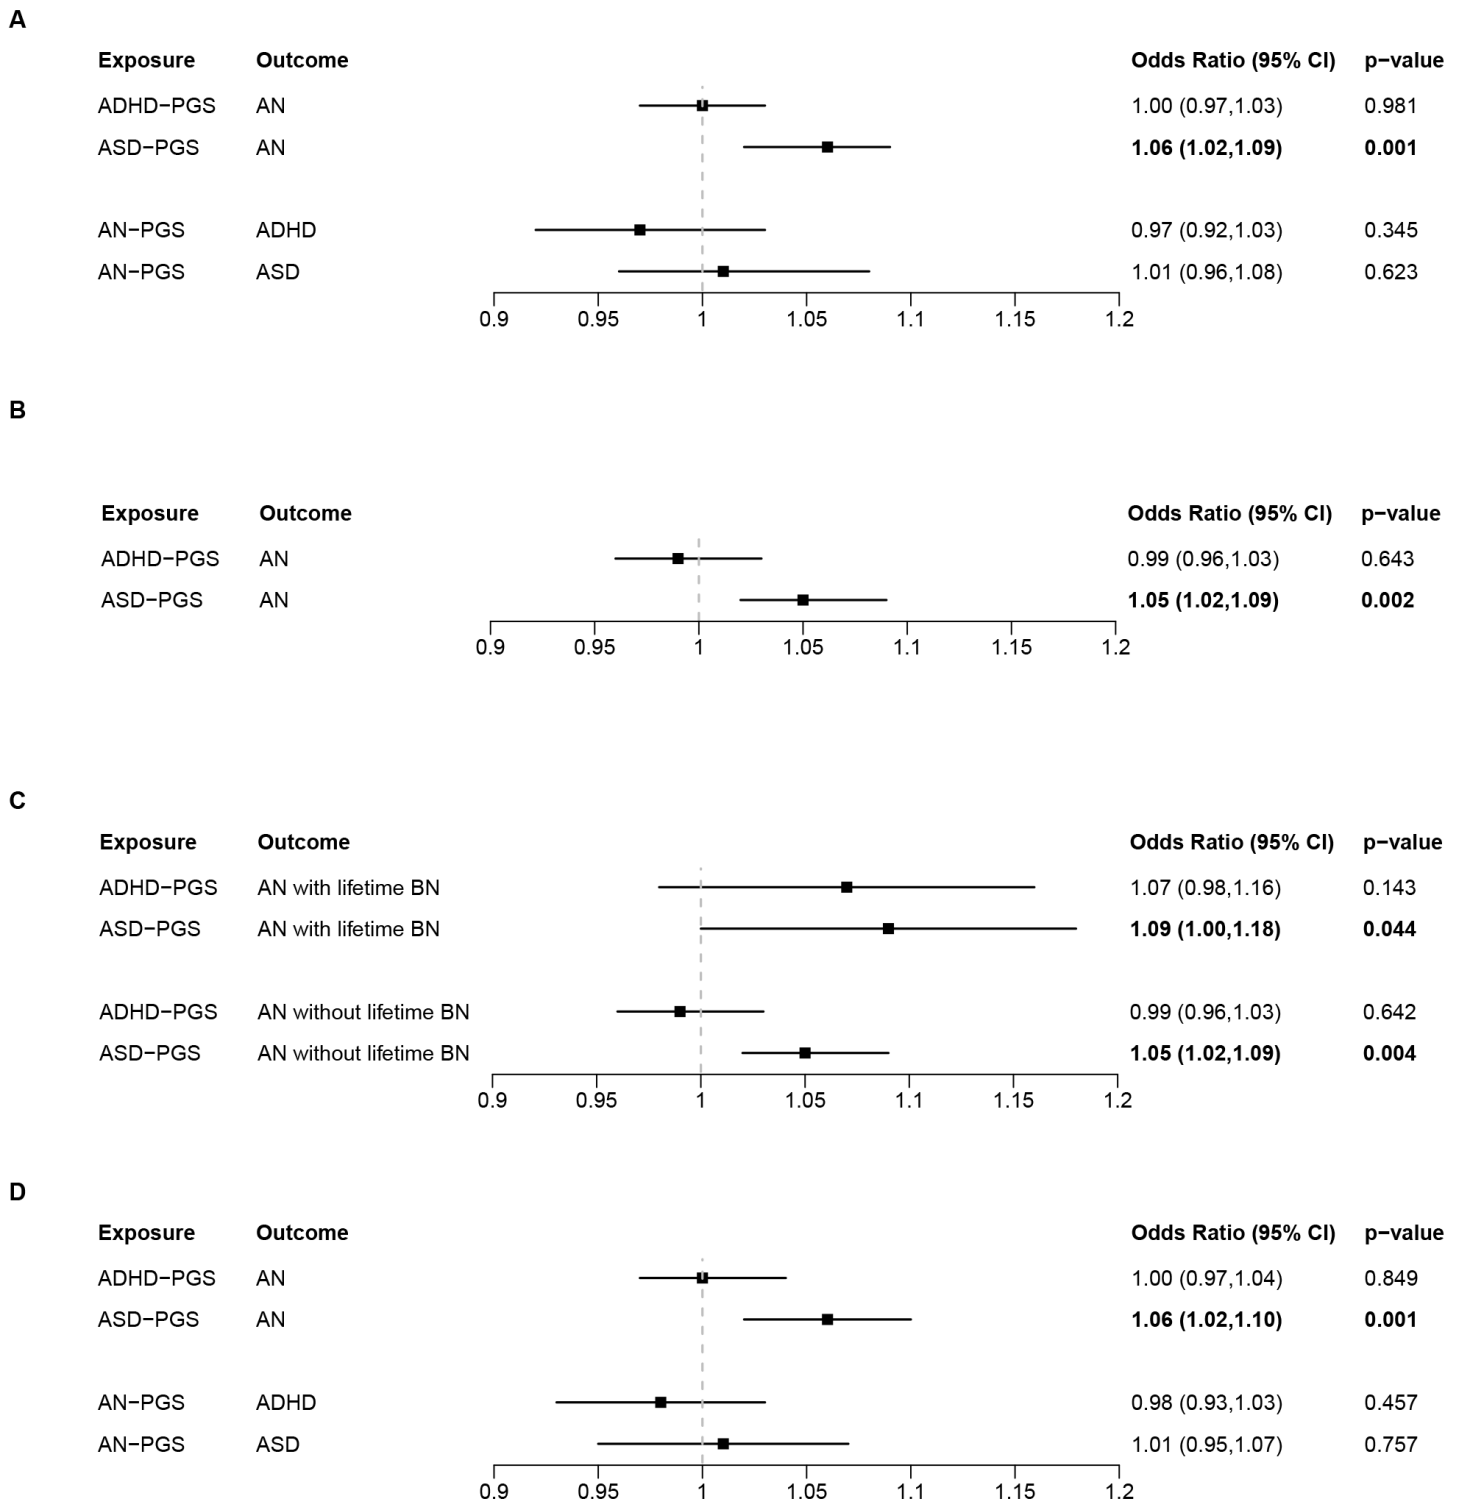 A
Exposure Outcome Odds Ratio (95% CI) p−value
ADHD−PGS AN 1.00 (0.97,1.03) 0.981
ASD−PGS AN 1.06 (1.02,1.09) 0.001
AN−PGS ADHD 0.97 (0.92,1.03) 0.345
AN−PGS ASD 1.01 (0.96,1.08) 0.623
0.9 0.95 1 1.05 1.1 1.15 1.2
B
Exposure Outcome Odds Ratio (95% CI) p−value
ADHD−PGS AN 0.99 (0.96,1.03) 0.643
ASD−PGS AN 1.05 (1.02,1.09) 0.002
0.9 0.95 1 1.05 1.1 1.15 1.2
C
Exposure Outcome Odds Ratio (95% CI) p−value
ADHD−PGS AN with lifetime BN 1.07 (0.98,1.16) 0.143
ASD−PGS AN with lifetime BN 1.09 (1.00,1.18) 0.044
ADHD−PGS AN without lifetime BN 0.99 (0.96,1.03) 0.642
ASD−PGS AN without lifetime BN 1.05 (1.02,1.09) 0.004
0.9 0.95 1 1.05 1.1 1.15 1.2
D
Exposure Outcome Odds Ratio (95% CI) p−value
ADHD−PGS AN 1.00 (0.97,1.04) 0.849
ASD−PGS AN 1.06 (1.02,1.10) 0.001
AN−PGS ADHD 0.98 (0.93,1.03) 0.457
AN−PGS ASD 1.01 (0.95,1.07) 0.757
0.9 0.95 1 1.05 1.1 1.15 1.2